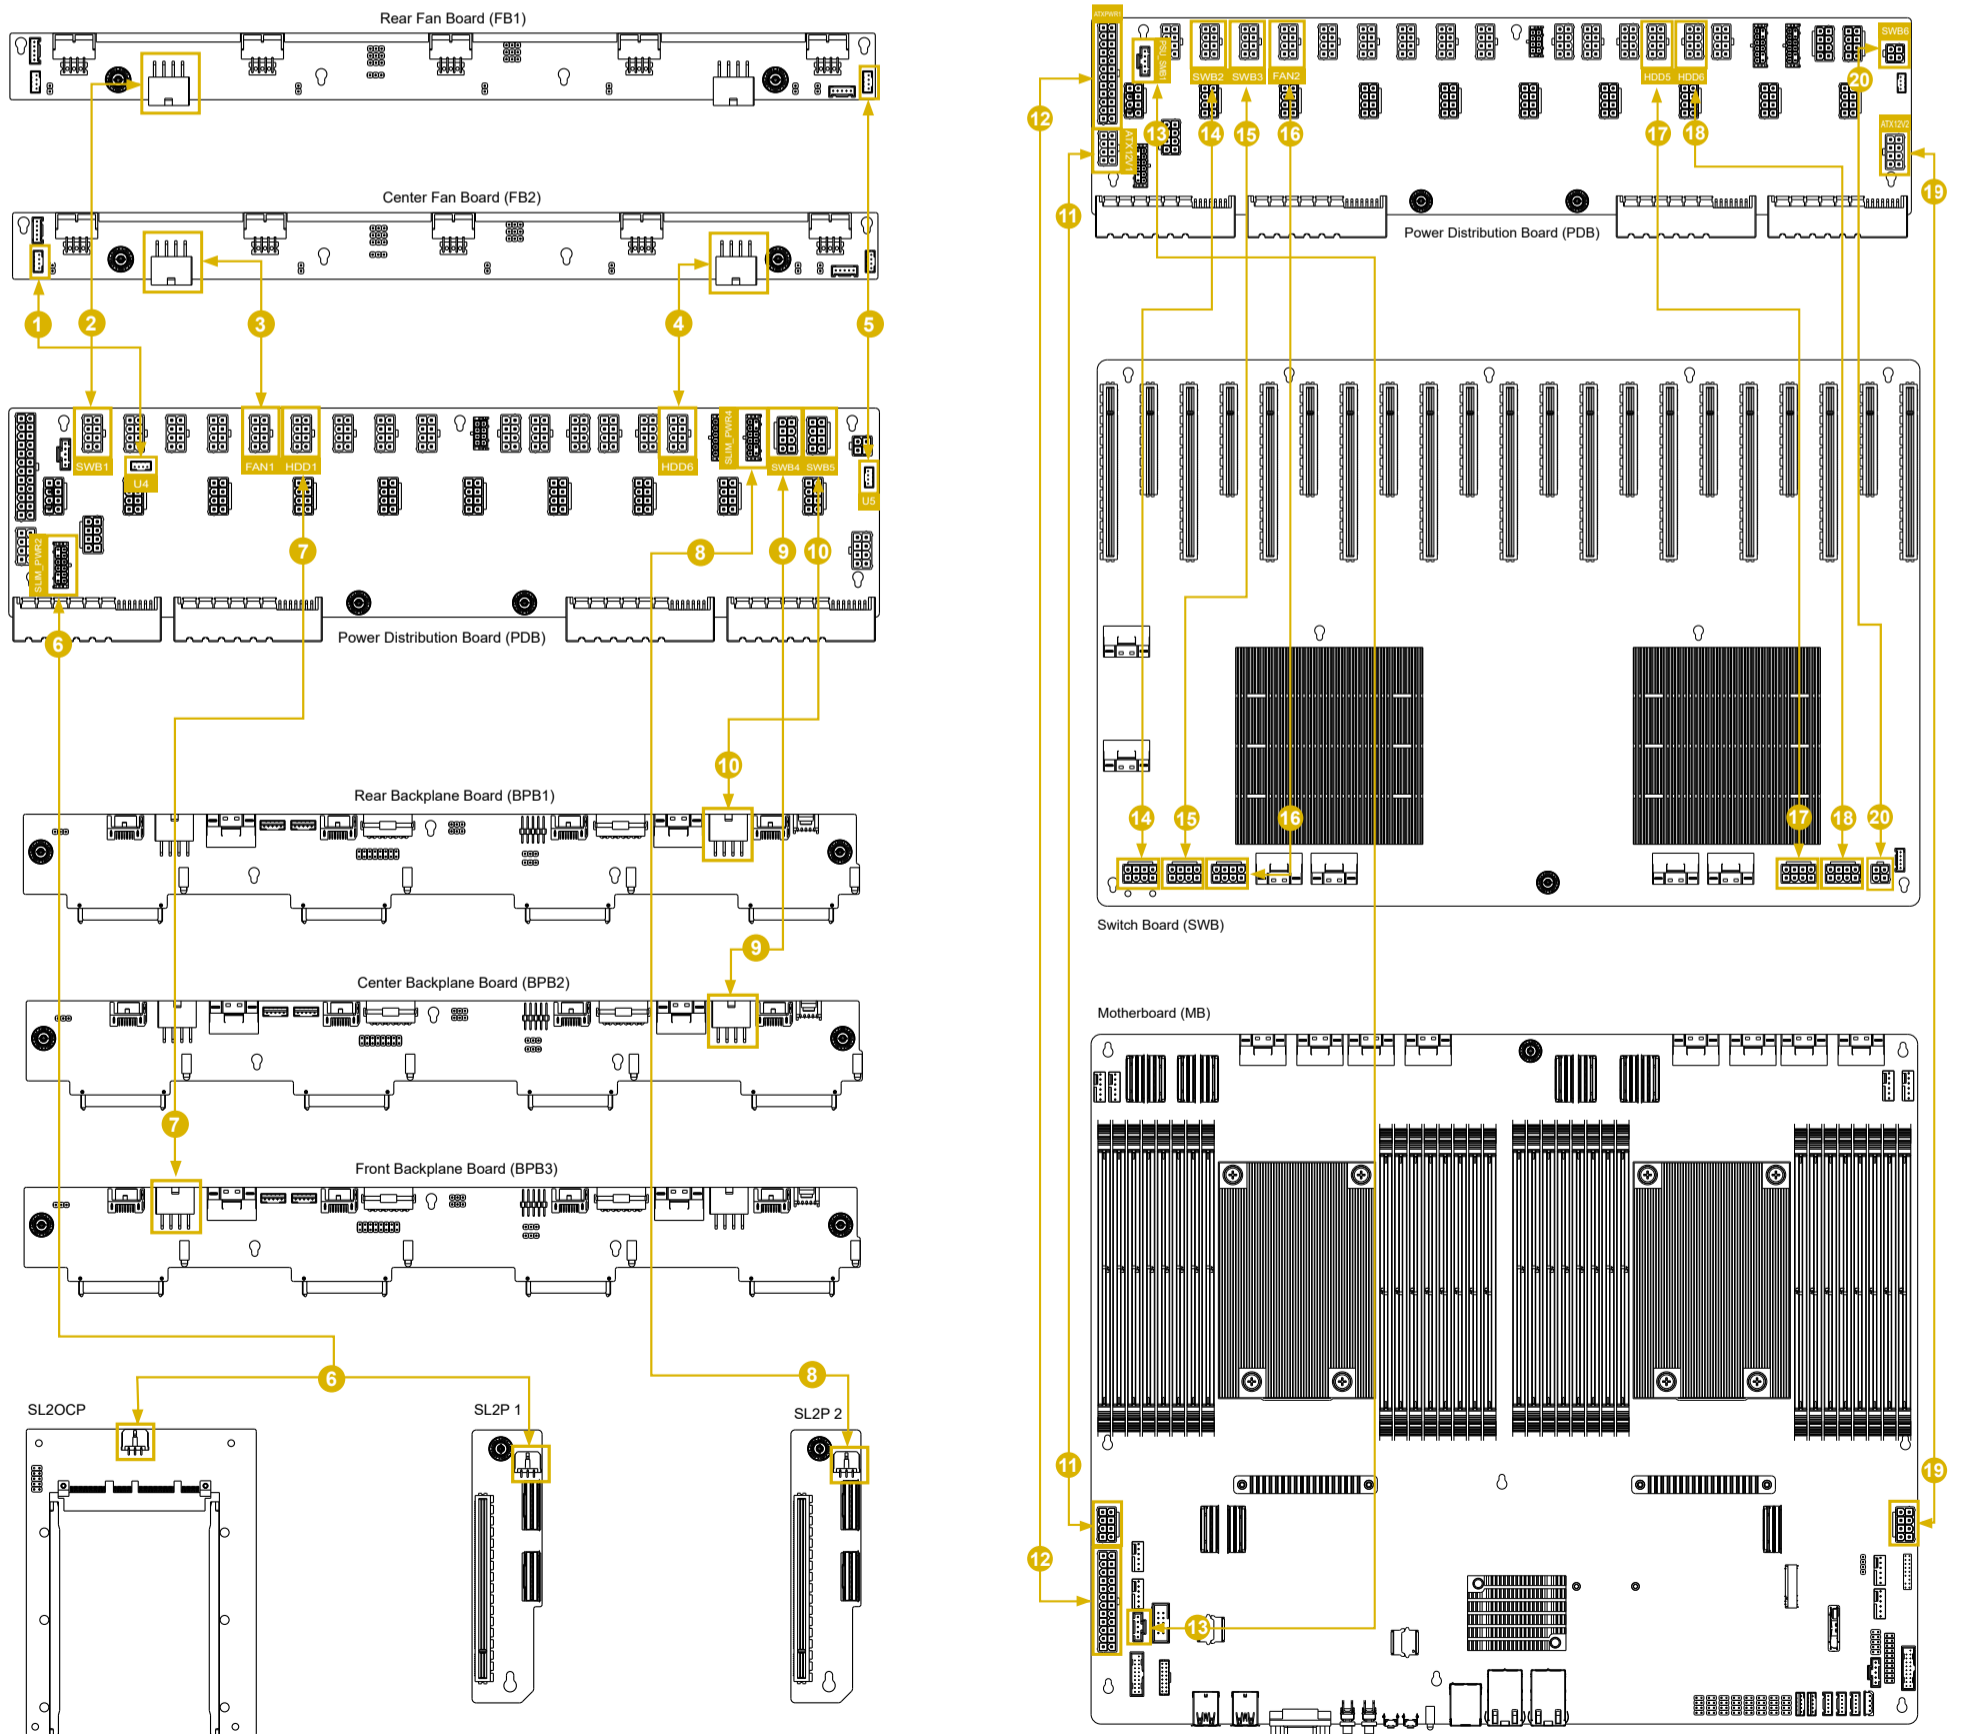 Rear Fan Board (FB1)
Center Fan Board (FB2)
1
2
3
4
5
SWB1
U4
FAN1
HDD1
HDD6
SLIM_PWR4
SWB4
SWB5
U5
SLIM_PWR2
7
8
9
10
6
Power Distribution Board (PDB)
10
Rear Backplane Board (BPB1)
9
Center Backplane Board (BPB2)
7
Front Backplane Board (BPB3)
6
8
SL2OCP
SL2P 1
SL2P 2
ATXPWR1
PSU_SMB1
SWB2
SWB3
FAN2
HDD5
HDD6
SWB6
20
12
13
14
15
16
17
18
ATX12V1
ATX12V2
11
19
Power Distribution Board (PDB)
14
15
16
17
18
20
Switch Board (SWB)
Motherboard (MB)
11
19
12
13